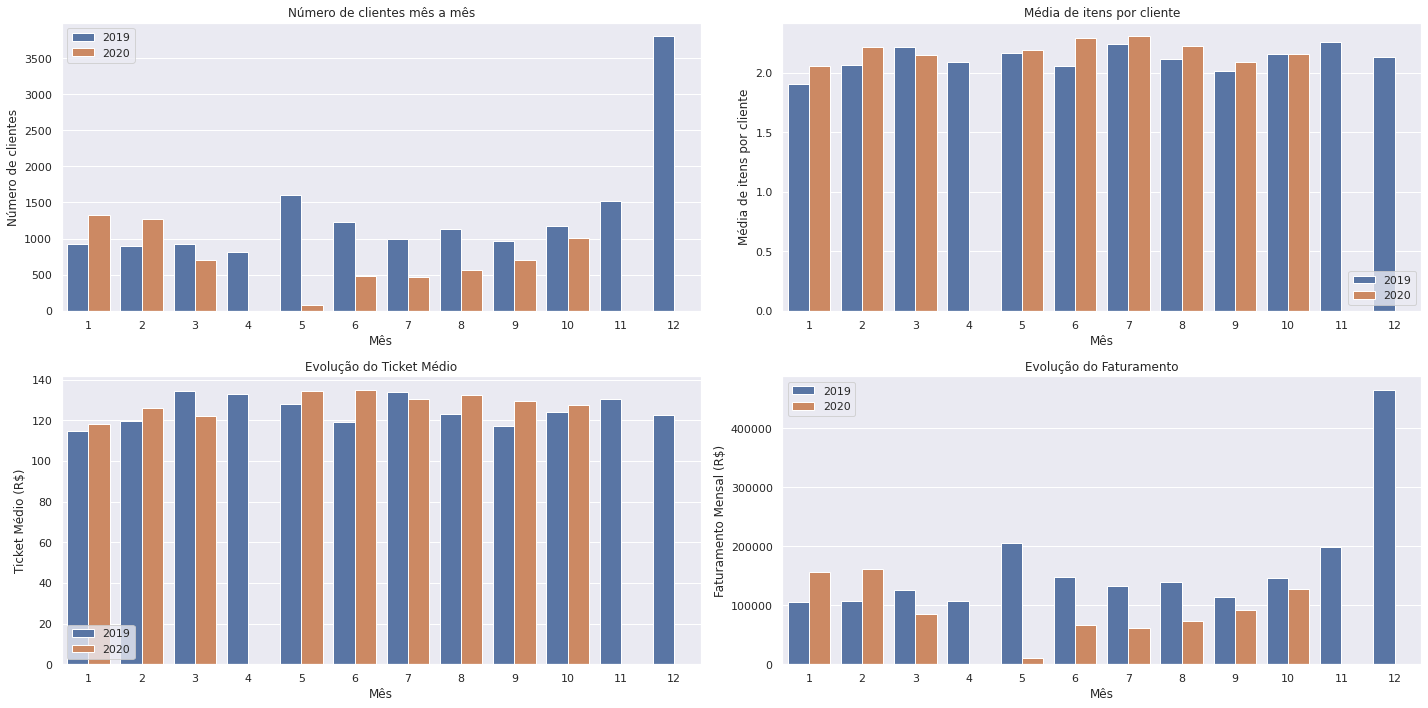 Número de clientes mês a mês
2019
2020
3500
3000
2500
2000
1500
1000
500
0
Número de clientes
1 2 3 4 5 6 7 8 9 10 11 12
Mês
Média de itens por cliente
2.0
1.5
1.0
0.5
0.0
Média de itens por cliente
2019
2020
1 2 3 4 5 6 7 8 9 10 11 12
Mês
Evolução do Ticket Médio
140
120
100
80
60
40
20
0
Ticket Médio (R$)
2019
2020
1 2 3 4 5 6 7 8 9 10 11 12
Mês
Evolução do Faturamento
2019
2020
400000
300000
200000
100000
0
Faturamento Mensal (R$)
1 2 3 4 5 6 7 8 9 10 11 12
Mês